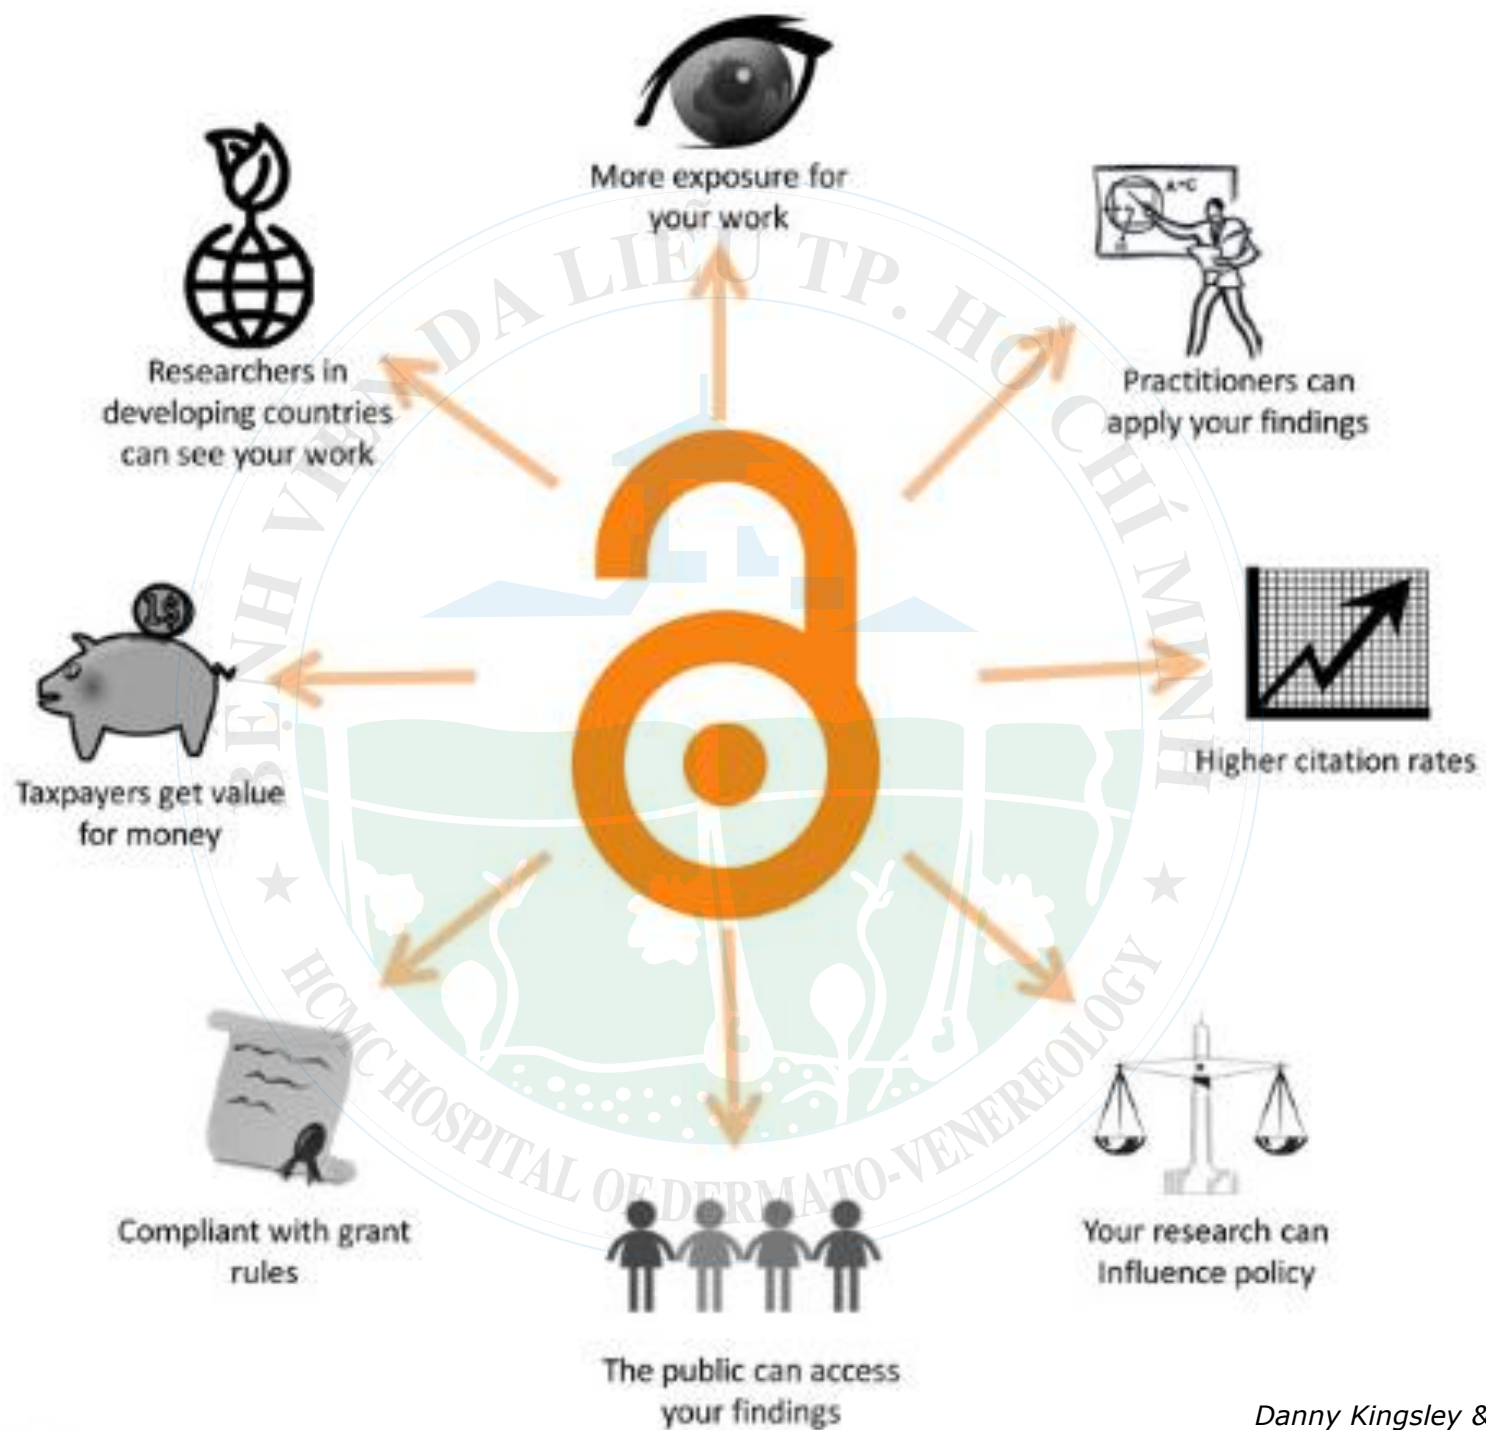 More exposure for
your work
Practitioners can
apply your findings
Higher citation rates
Your research can
Influence policy
The public can access
your findings
Compliant with grant
rules
Taxpayers get value
for money
Researchers in
developing countries
can see your work
1$
A=C
BỆNH VIỆN DA LIỄU TP. HỒ CHÍ MINH
HCMC HOSPITAL OF DERMATO-VENEREOLOGY
Danny Kingsley &